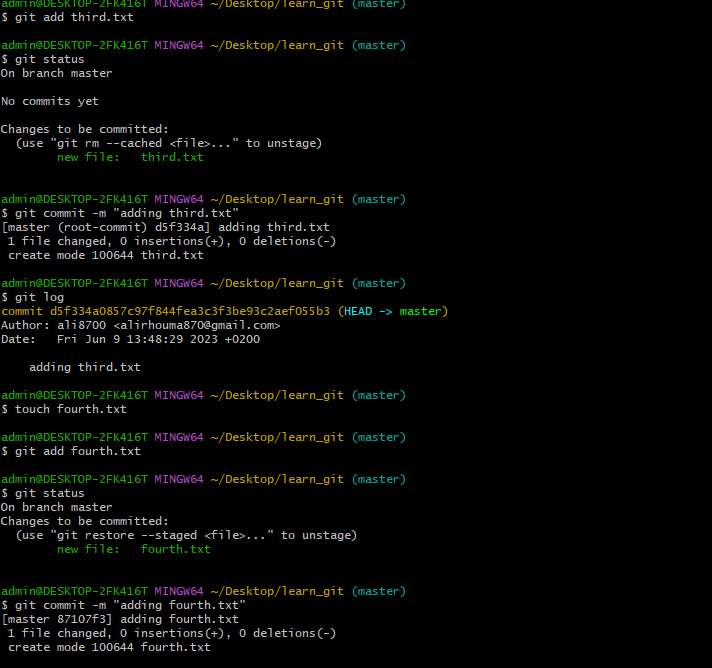 admin@DESKTOP-2FK416T MINGW64 ~/Desktop/learn_git (master)
$ git add third.txt
admin@DESKTOP-2FK416T MINGW64 ~/Desktop/learn_git (master)
$ git status
On branch master
No commits yet
Changes to be committed:
  (use "git rm --cached <file>..." to unstage)
        new file:   third.txt
admin@DESKTOP-2FK416T MINGW64 ~/Desktop/learn_git (master)
$ git commit -m "adding third.txt"
[master (root-commit) d5f334a] adding third.txt
 1 file changed, 0 insertions(+), 0 deletions(-)
 create mode 100644 third.txt
admin@DESKTOP-2FK416T MINGW64 ~/Desktop/learn_git (master)
$ git log
commit d5f334a0857c97f844fea3c3f3be93c2aef055b3 (HEAD -> master)
Author: ali8700 <alirhouma870@gmail.com>
Date:   Fri Jun 9 13:48:29 2023 +0200
    adding third.txt
admin@DESKTOP-2FK416T MINGW64 ~/Desktop/learn_git (master)
$ touch fourth.txt
admin@DESKTOP-2FK416T MINGW64 ~/Desktop/learn_git (master)
$ git add fourth.txt
admin@DESKTOP-2FK416T MINGW64 ~/Desktop/learn_git (master)
$ git status
On branch master
Changes to be committed:
  (use "git restore --staged <file>..." to unstage)
        new file:   fourth.txt
admin@DESKTOP-2FK416T MINGW64 ~/Desktop/learn_git (master)
$ git commit -m "adding fourth.txt"
[master 87107f3] adding fourth.txt
 1 file changed, 0 insertions(+), 0 deletions(-)
 create mode 100644 fourth.txt